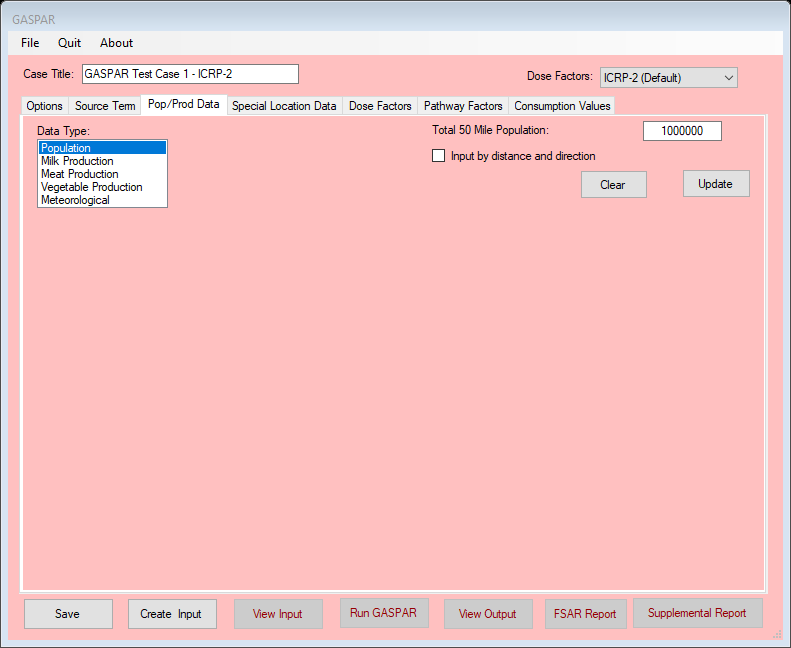 GASPAR
File Quit About
Case Title: GASPAR Test Case 1 - ICRP-2 Dose Factors: ICRP-2 (Default)
Options Source Term Pop/Prod Data Special Location Data Dose Factors Pathway Factors Consumption Values
Data Type: Total 50 Mile Population: 1000000
Population
Milk Production Input by distance and direction
Meat Production
Vegetable Production Clear Update
Meteorological
Save Create Input View Input Run GASPAR View Output FSAR Report Supplemental Report